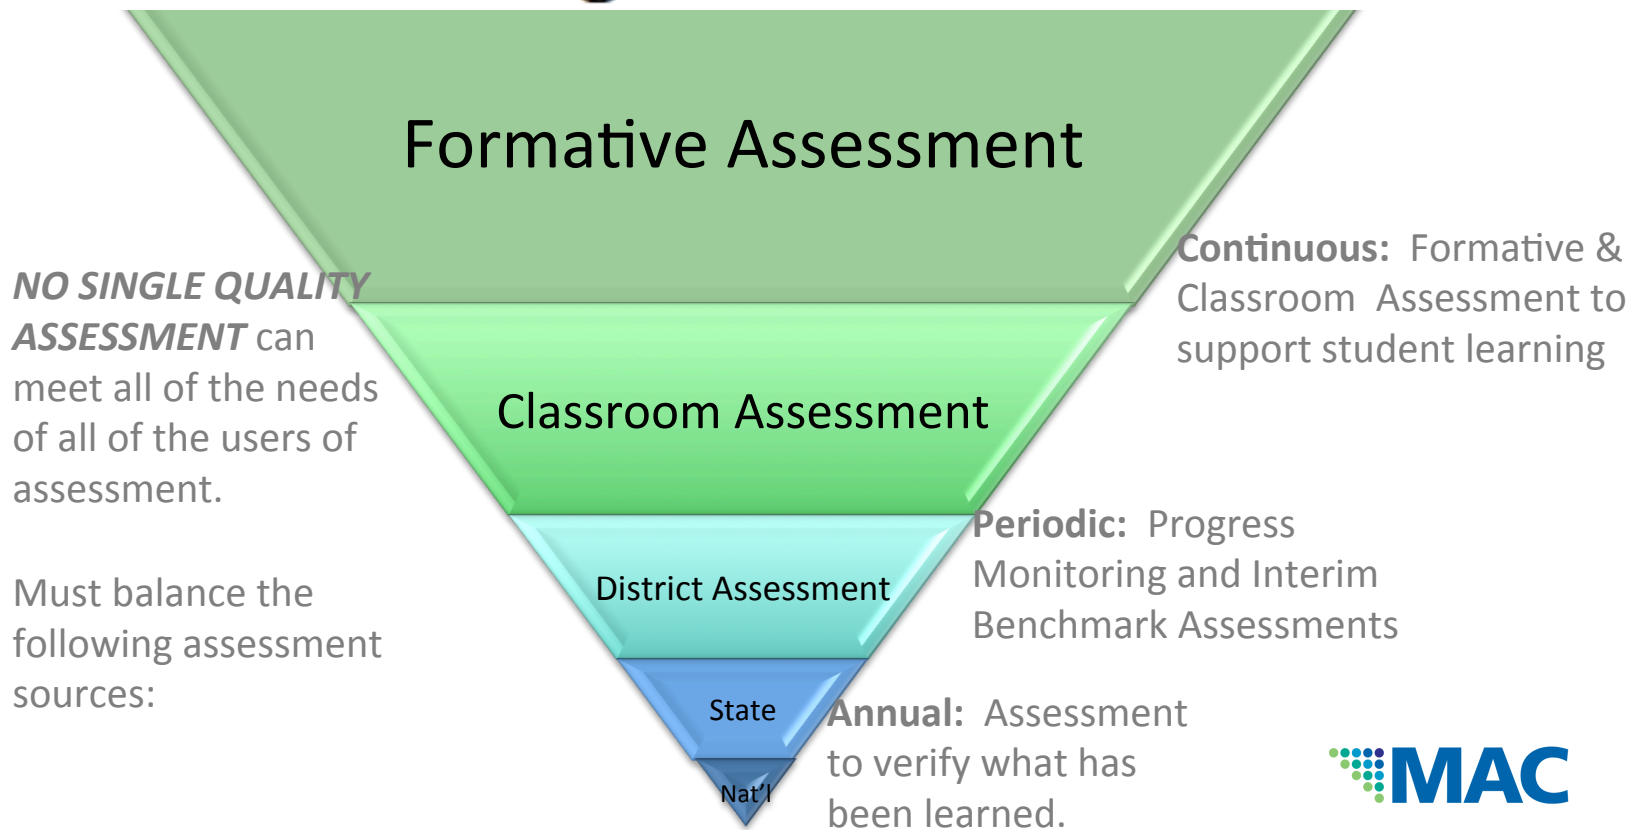 Formative Assessment
NO SINGLE QUALITY
ASSESSMENT can
meet all of the needs
of all of the users of
assessment.
Must balance the
following assessment
sources:
Continuous:  Formative &
Classroom  Assessment to
support student learning
Classroom Assessment
Periodic:  Progress
Monitoring and Interim
Benchmark Assessments
District Assessment
State
Annual:  Assessment
to verify what has
been learned.
Nat’l
MAC